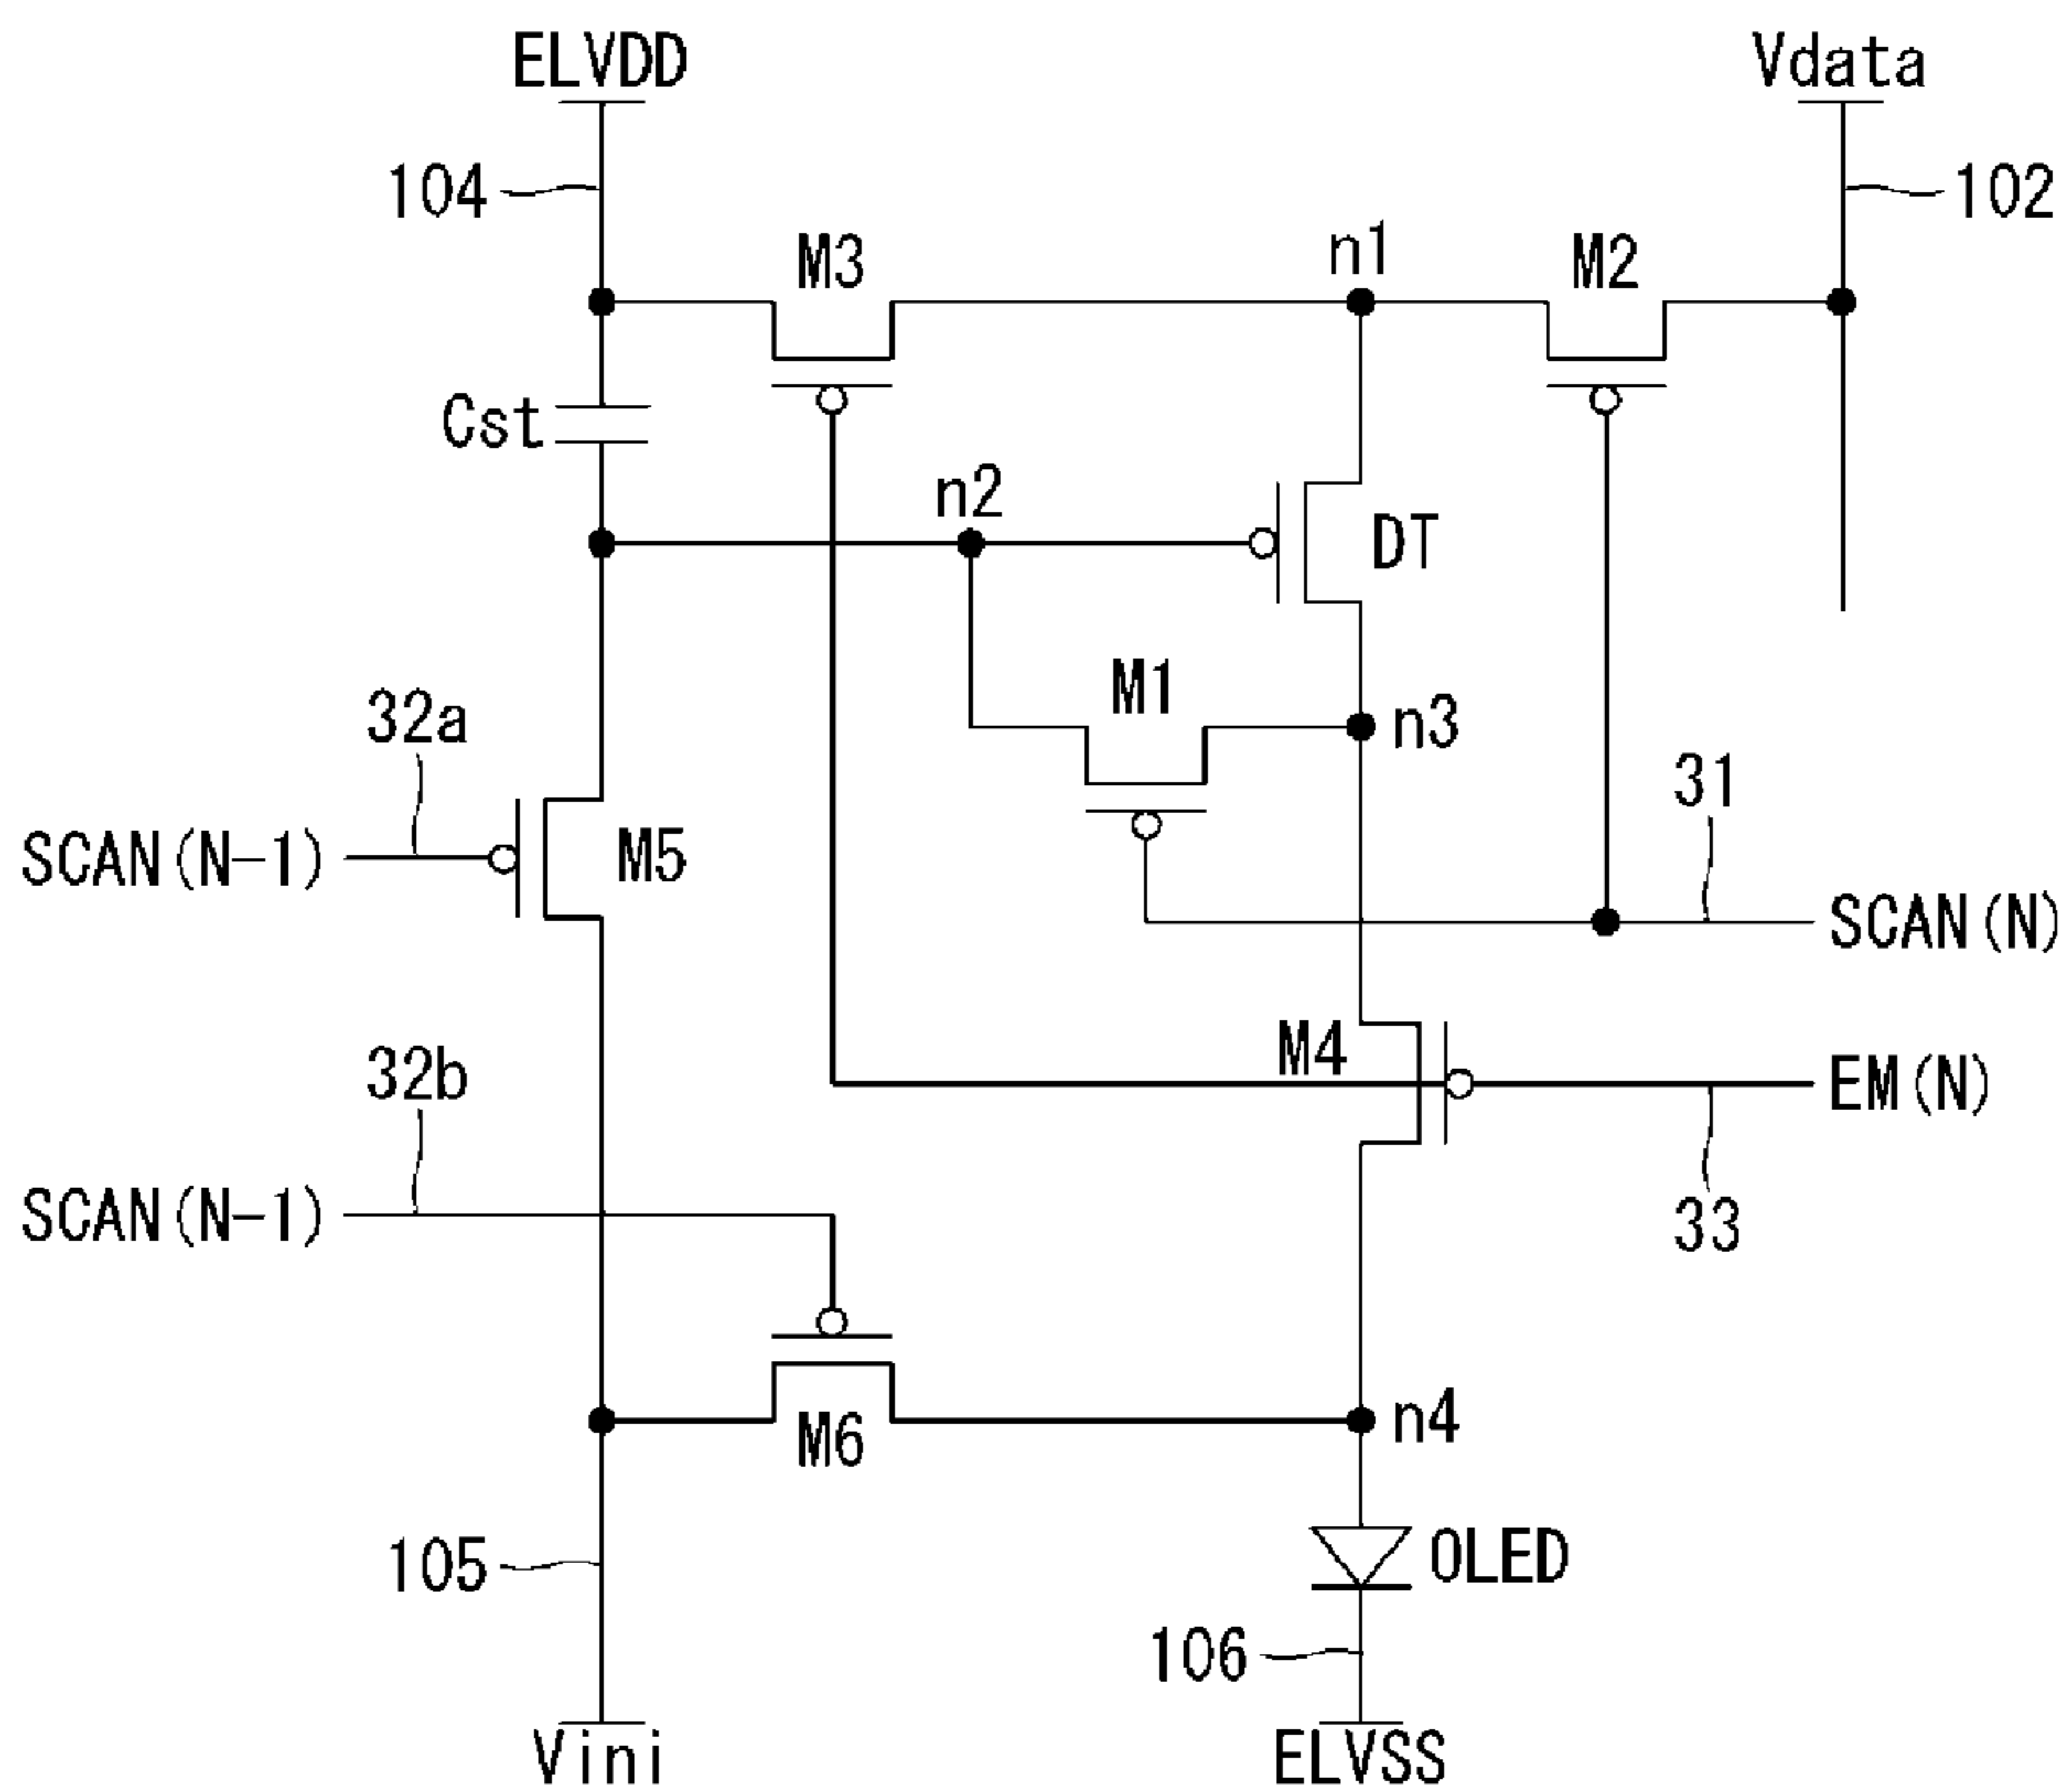 ELVDD
Vdata
104
102
M3
n1
M2
Cst
n2
DT
M1
32a
n3
31
SCAN(N-1)
M5
SCAN(N)
M4
32b
EM(N)
SCAN(N-1)
33
M6
n4
105
OLED
106
Vini
ELVSS